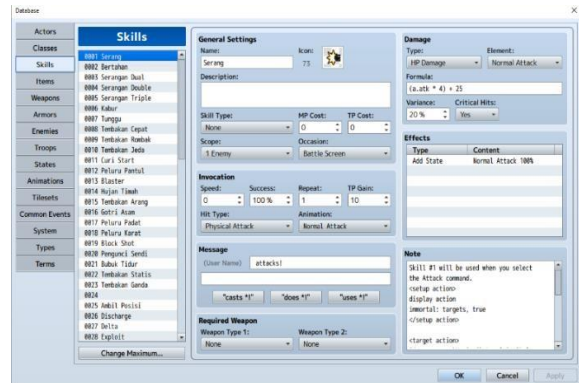 Database
Actors
Classes
Skills
Items
Weapons
Armors
Enemies
Troops
States
Animations
Tilesets
Common Events
System
Types
Terms
Skills
0001 Serang
0002 Bertahan
0003 Serangan Dual
0004 Serangan Double
0005 Serangan Triple
0006 Kabur
0007 Tunggu
0008 Tembakan Cepat
0009 Tembakan Rombak
0010 Tembakan Jeda
0011 Curi Start
0012 Peluru Pantul
0013 Blaster
0014 Hujan Timah
0015 Tembakan Arang
0016 Gotri Asam
0017 Peluru Padat
0018 Peluru Karat
0019 Block Shot
0020 Pengunci Sendi
0021 Bubuk Tidur
0022 Tembakan Statis
0023 Tembakan Ganda
0024
0025 Ambil Posisi
0026 Discharge
0027 Delta
0028 Exploit
Change Maximum...
General Settings
Name: Icon:
Serang 73
Description:
Skill Type: MP Cost: TP Cost:
None 0 0
Scope: Occasion:
1 Enemy Battle Screen
Invocation
Speed: Success: Repeat: TP Gain:
0 100 % 1 10
Hit Type: Animation:
Physical Attack Normal Attack
Message
(User Name) attacks!
"casts *!" "does *!" "uses *!"
Required Weapon
Weapon Type 1: Weapon Type 2:
None None
Damage
Type: Element:
HP Damage Normal Attack
Formula:
(a.atk * 4) + 25
Variance: Critical Hits:
20 % Yes
Effects
Type Content
Add State Normal Attack 100%
Note
Skill #1 will be used when you select
the Attack command.
<setup action>
display action
immortal: targets, true
</setup action>
<target action>
OK Cancel Apply